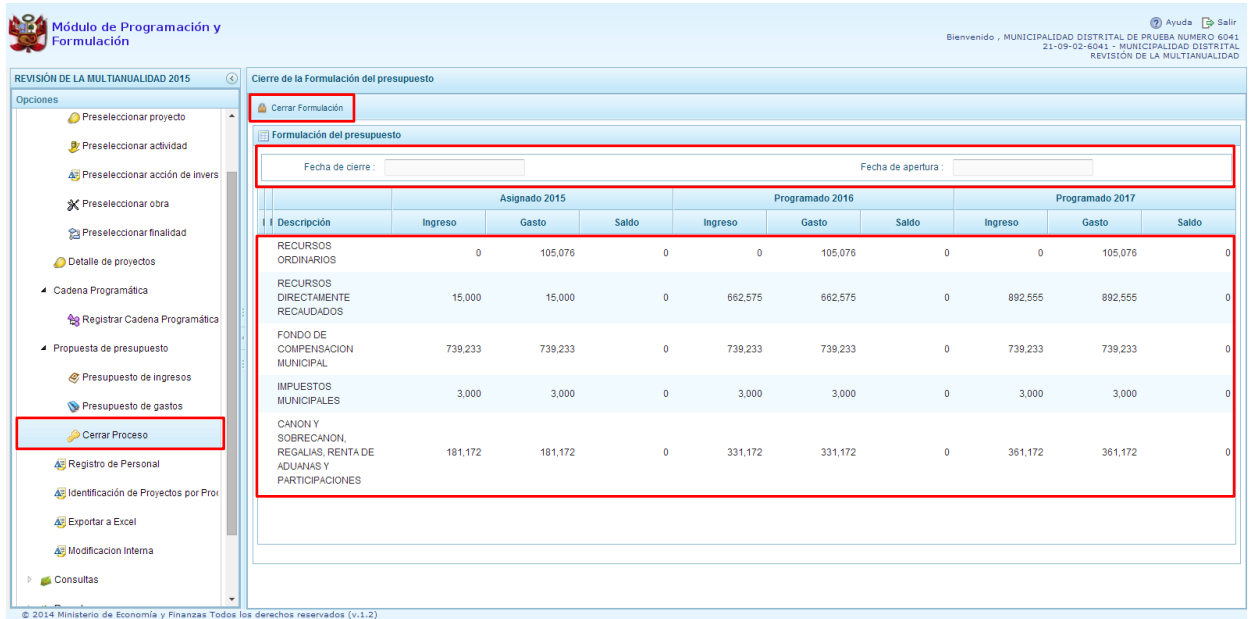 Módulo de Programación y
Formulación
Ayuda Salir
Bienvenido , MUNICIPALIDAD DISTRITAL DE PRUEBA NUMERO 6041
21-09-02-6041 - MUNICIPALIDAD DISTRITAL
REVISIÓN DE LA MULTIANUALIDAD
REVISIÓN DE LA MULTIANUALIDAD 2015
Opciones
Preseleccionar proyecto
Preseleccionar actividad
Preseleccionar acción de invers
Preseleccionar obra
Preseleccionar finalidad
Detalle de proyectos
Cadena Programática
Registrar Cadena Programática
Propuesta de presupuesto
Presupuesto de ingresos
Presupuesto de gastos
Cerrar Proceso
Registro de Personal
Identificación de Proyectos por Pro
Exportar a Excel
Modificacion Interna
Consultas
Cierre de la Formulación del presupuesto
Cerrar Formulación
Formulación del presupuesto
Fecha de cierre : Fecha de apertura :
Asignado 2015 Programado 2016 Programado 2017
Descripción Ingreso Gasto Saldo Ingreso Gasto Saldo Ingreso Gasto Saldo
RECURSOS
ORDINARIOS
0 105,076 0 0 105,076 0 0 105,076 0
RECURSOS
DIRECTAMENTE
RECAUDADOS
15,000 15,000 0 662,575 662,575 0 892,555 892,555 0
FONDO DE
COMPENSACION
MUNICIPAL
739,233 739,233 0 739,233 739,233 0 739,233 739,233 0
IMPUESTOS
MUNICIPALES
3,000 3,000 0 3,000 3,000 0 3,000 3,000 0
CANON Y
SOBRECANON,
REGALIAS, RENTA DE
ADUANAS Y
PARTICIPACIONES
181,172 181,172 0 331,172 331,172 0 361,172 361,172 0
© 2014 Ministerio de Economía y Finanzas Todos los derechos reservados (v.1.2)